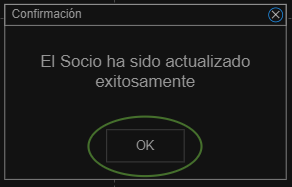 Confirmación
El Socio ha sido actualizado
exitosamente
OK